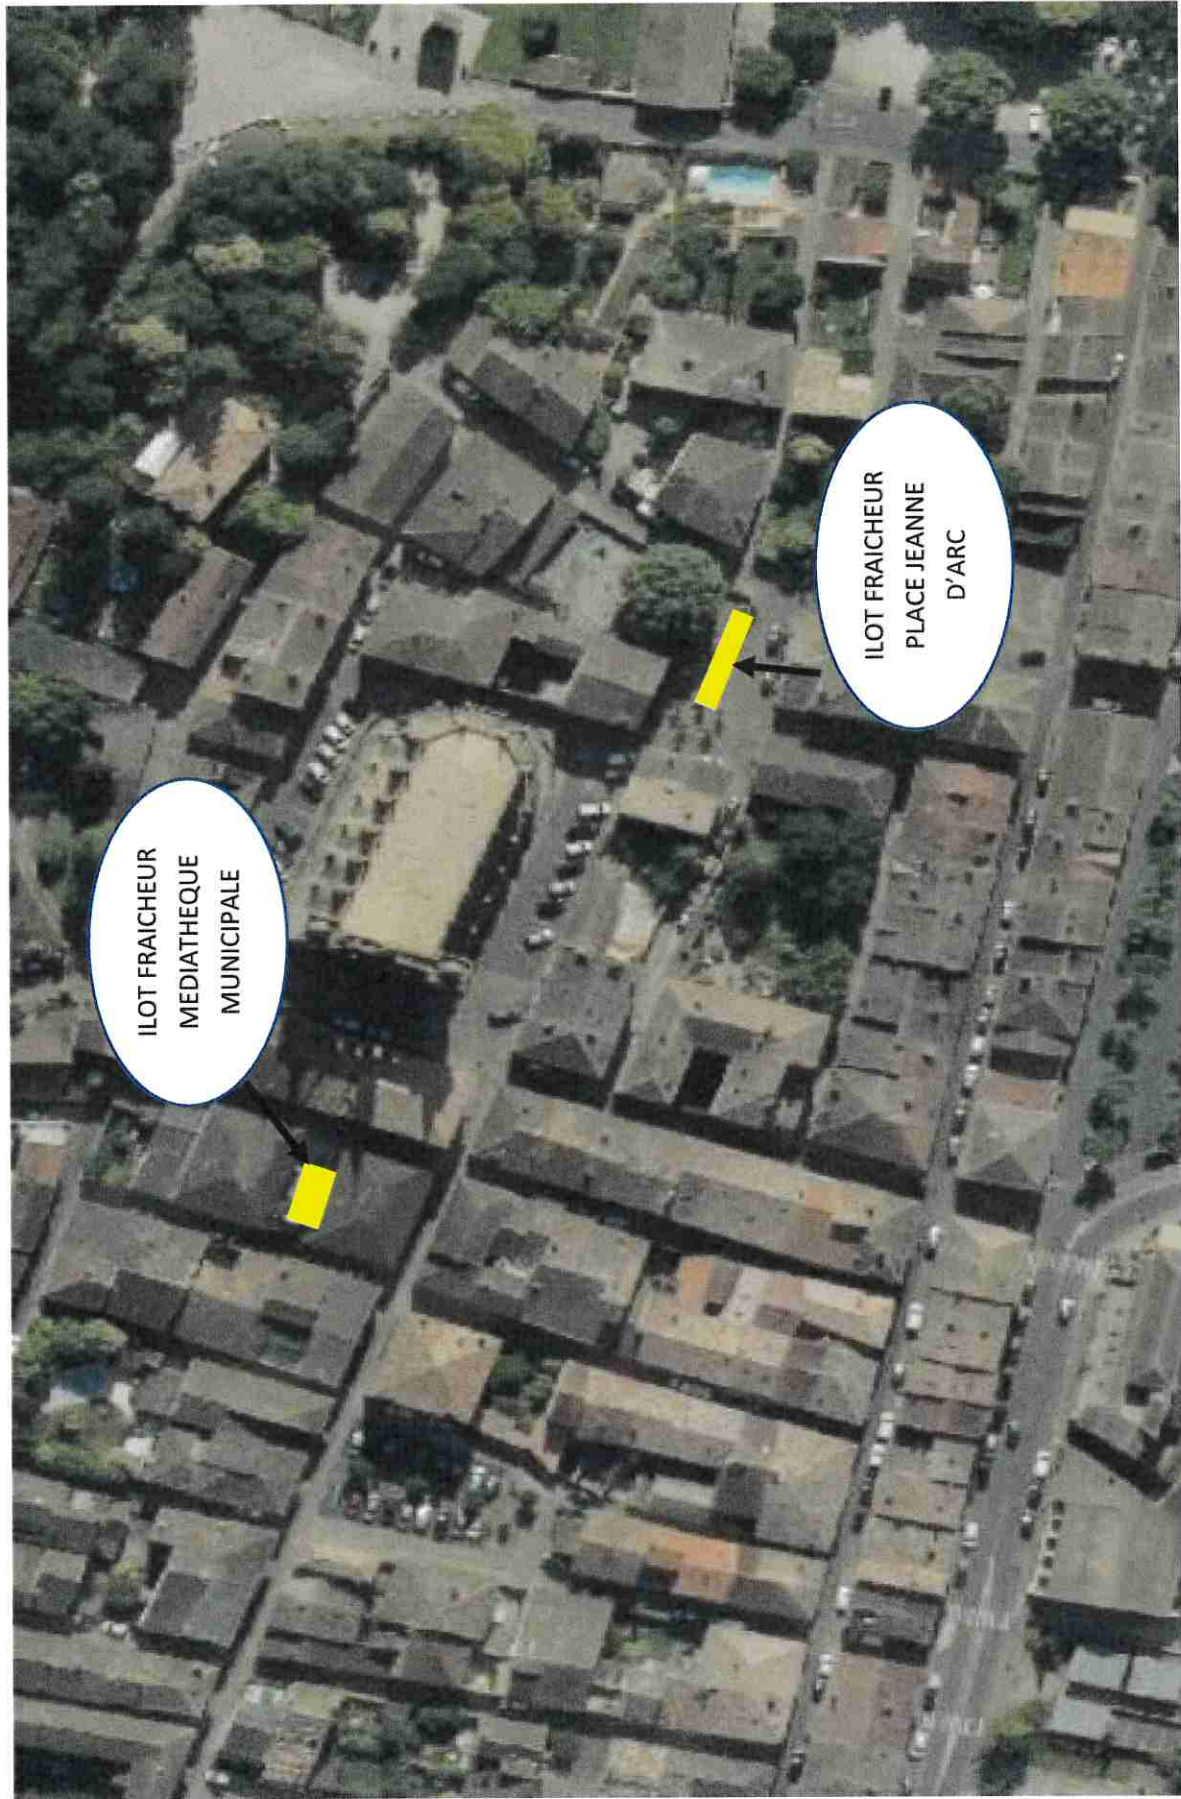 ILOT FRAICHEUR
MEDIATHEQUE
MUNICIPALE
ILOT FRAICHEUR
PLACE JEANNE
D'ARC